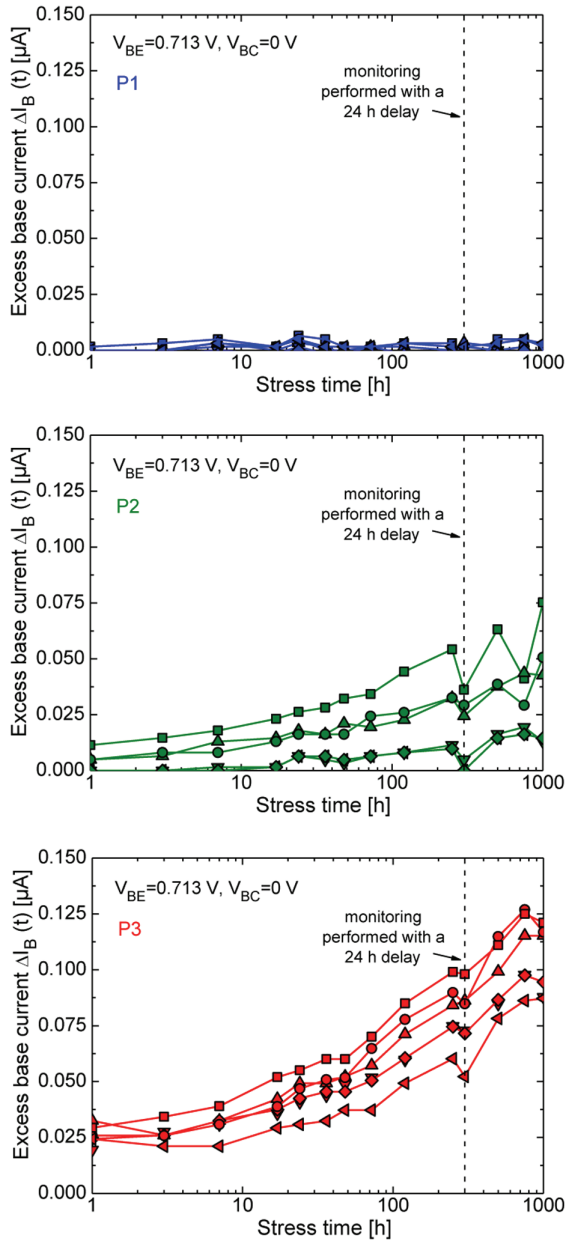 0.150
0.125
0.100
0.075
0.050
0.025
0.000
Excess base current ΔI_B (t) [µA]
V_BE=0.713 V, V_BC=0 V
P1
monitoring
performed with a
24 h delay
1 10 100 1000
Stress time [h]
0.150
0.125
0.100
0.075
0.050
0.025
0.000
Excess base current ΔI_B (t) [µA]
V_BE=0.713 V, V_BC=0 V
P2
monitoring
performed with a
24 h delay
1 10 100 1000
Stress time [h]
0.150
0.125
0.100
0.075
0.050
0.025
0.000
Excess base current ΔI_B (t) [µA]
V_BE=0.713 V, V_BC=0 V
P3
monitoring
performed with a
24 h delay
1 10 100 1000
Stress time [h]